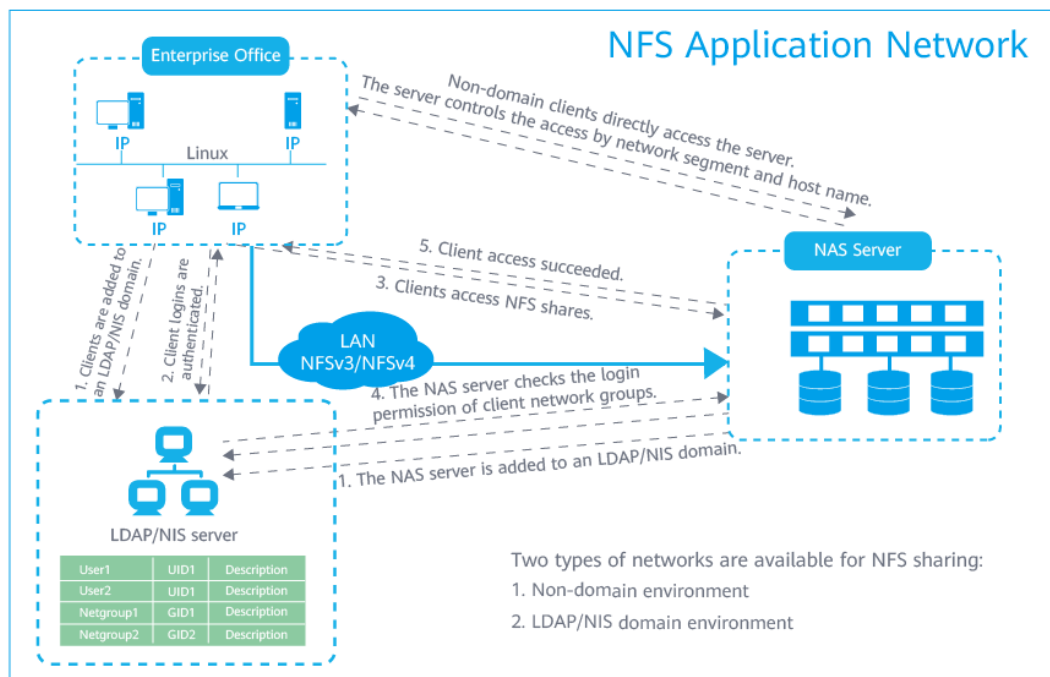 NFS Application Network
Enterprise Office
IP
IP
Linux
IP
IP
Non-domain clients directly access the server.
The server controls the access by network segment and host name.
NAS Server
1. Clients are added to
an LDAP/NIS domain.
2. Client logins are
authenticated.
5. Client access succeeded.
3. Clients access NFS shares.
LAN
NFSv3/NFSv4
4. The NAS server checks the login
permission of client network groups.
1. The NAS server is added to an LDAP/NIS domain.
LDAP/NIS server
User1 UID1 Description
User2 UID1 Description
Netgroup1 GID1 Description
Netgroup2 GID2 Description
Two types of networks are available for NFS sharing:
1. Non-domain environment
2. LDAP/NIS domain environment